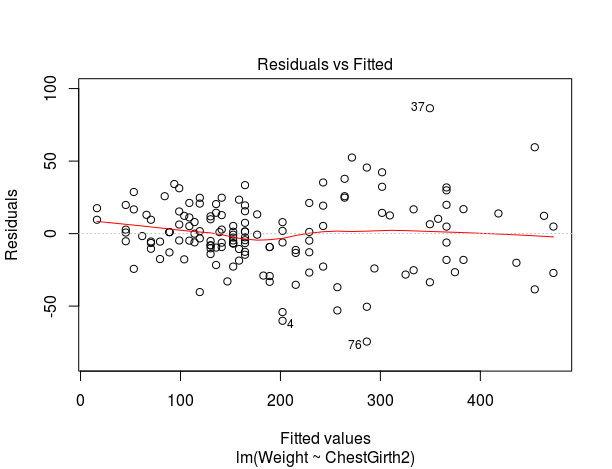 Residuals vs Fitted
Residuals
100
50
0
-50
37
4
76
0 100 200 300 400
Fitted values
lm(Weight ~ ChestGirth2)